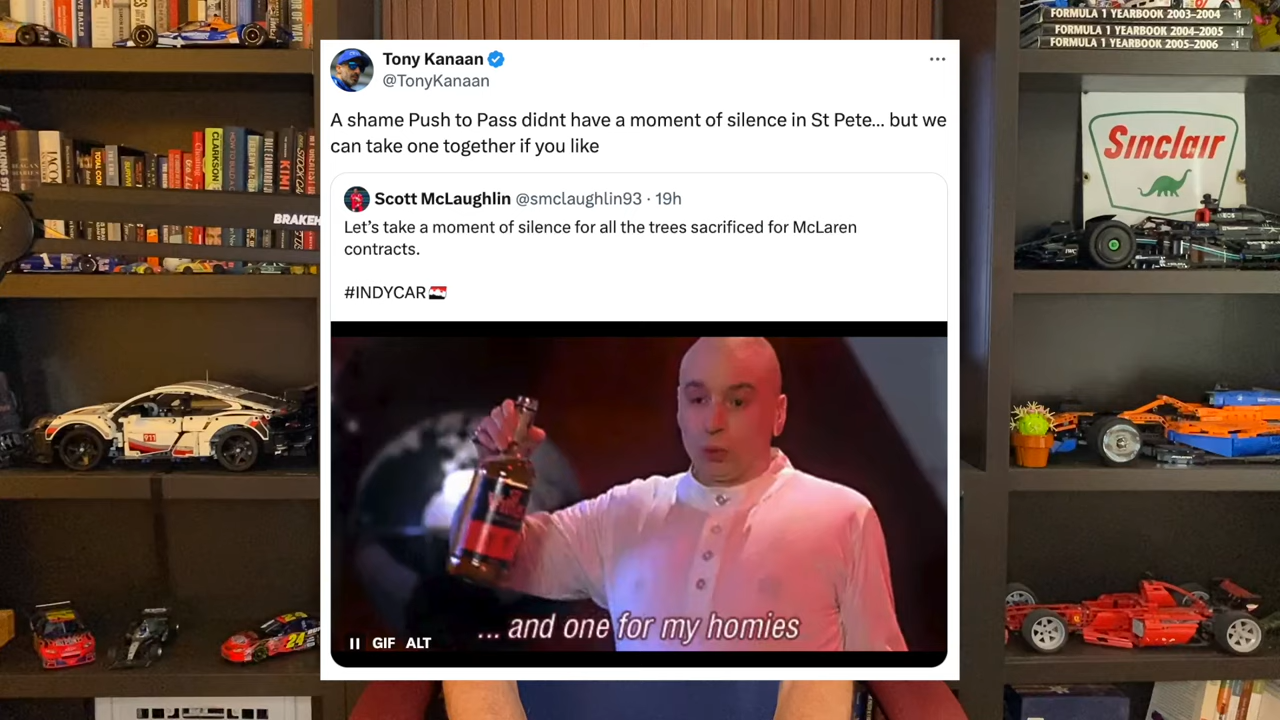 Tony Kanaan
@TonyKanaan
A shame Push to Pass didnt have a moment of silence in St Pete... but we
can take one together if you like
Scott McLaughlin @smclaughlin93 · 19h
Let's take a moment of silence for all the trees sacrificed for McLaren
contracts.
#INDYCAR
... and one for my homies
GIF ALT
FORMULA 1 YEARBOOK 2003-2004
FORMULA 1 YEARBOOK 2004-2005
FORMULA 1 YEARBOOK 2005-2006
Sinclair
CLARKSON
BRAKEH
911
24